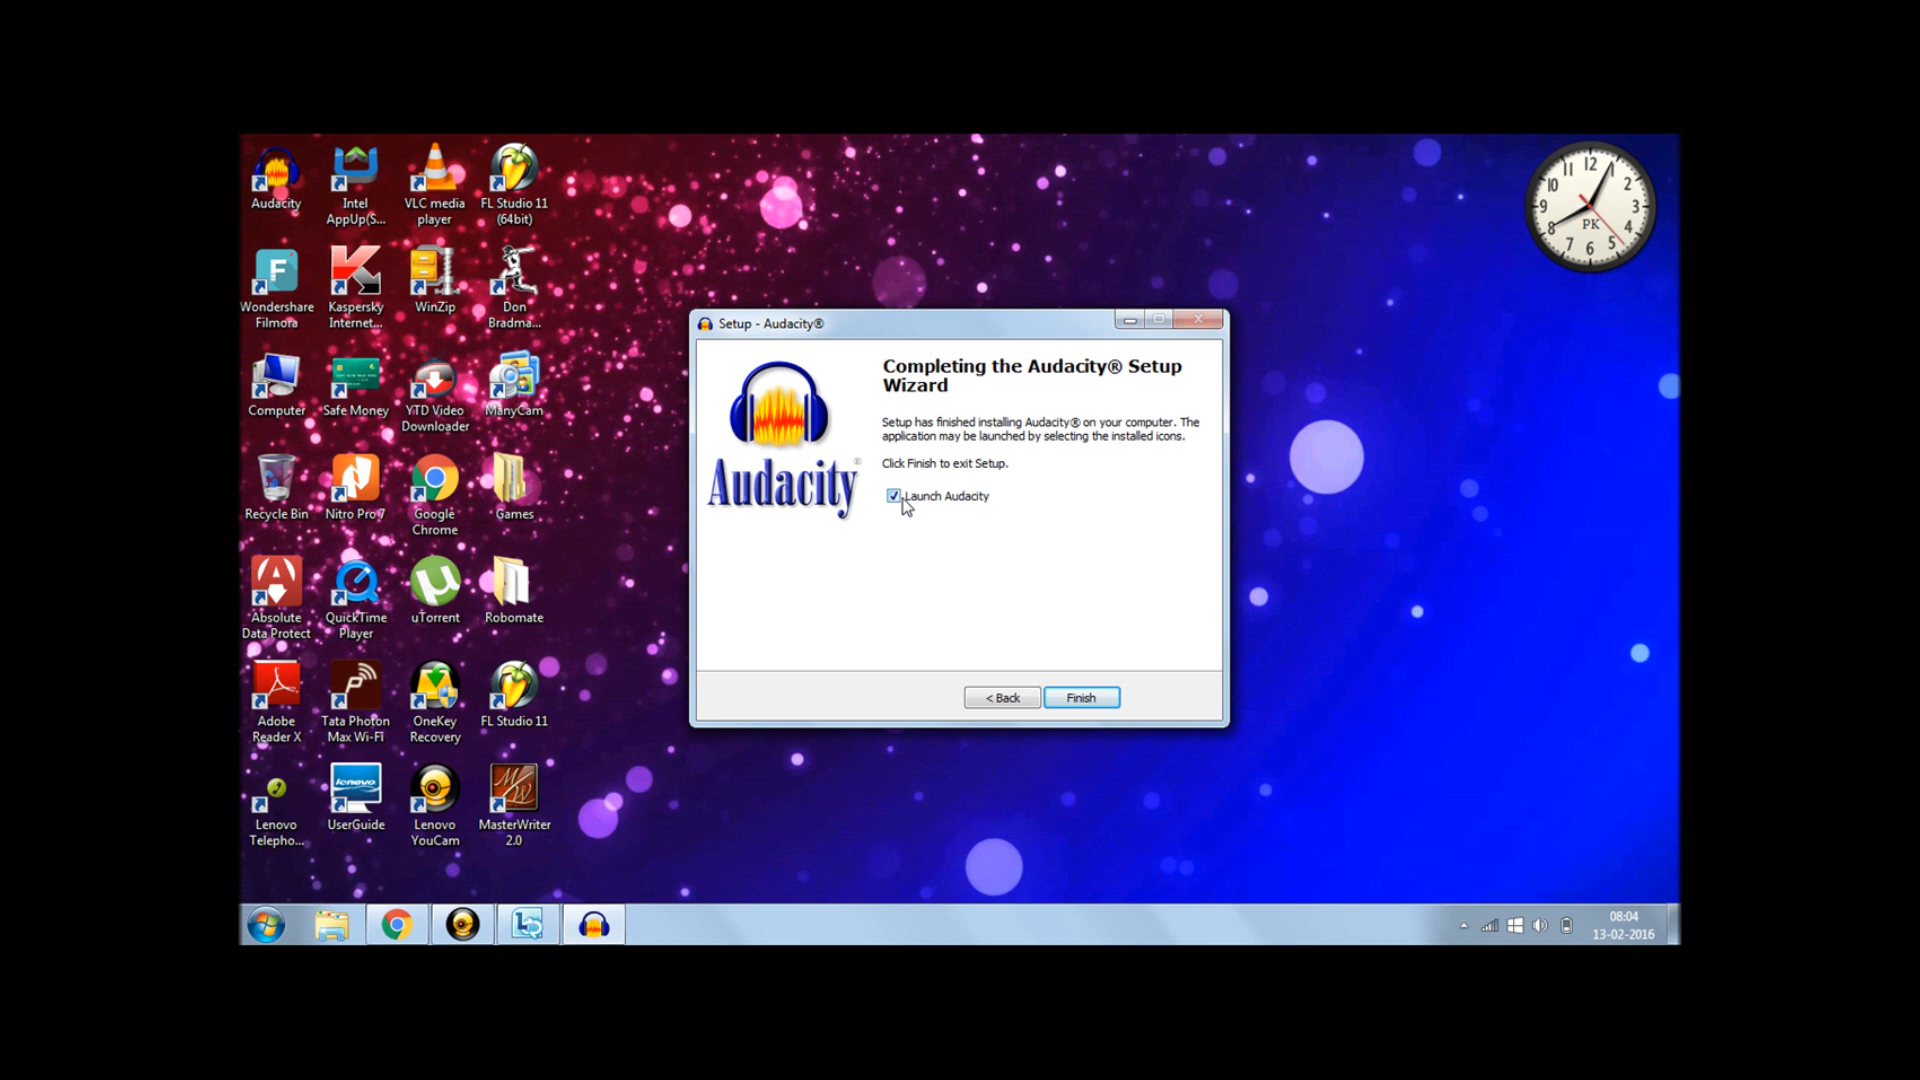 Audacity
Intel
AppUp(S...
VLC media
player
FL Studio 11
(64bit)
Wondershare
Filmora
Kaspersky
Internet...
WinZip
Don
Bradma...
Computer
Safe Money
YTD Video
Downloader
ManyCam
Recycle Bin
Nitro Pro 7
Google
Chrome
Games
Absolute
Data Protect
QuickTime
Player
uTorrent
Robomate
Adobe
Reader X
Tata Photon
Max Wi-Fi
OneKey
Recovery
FL Studio 11
Lenovo
Telepho...
lenovo
UserGuide
Lenovo
YouCam
MW
MasterWriter
2.0
Setup - Audacity®
Audacity®
Completing the Audacity® Setup
Wizard
Setup has finished installing Audacity® on your computer. The
application may be launched by selecting the installed icons.
Click Finish to exit Setup.
Launch Audacity
< Back
Finish
12
1
2
3
4
5
6
7
8
9
10
11
PK
08:04
13-02-2016